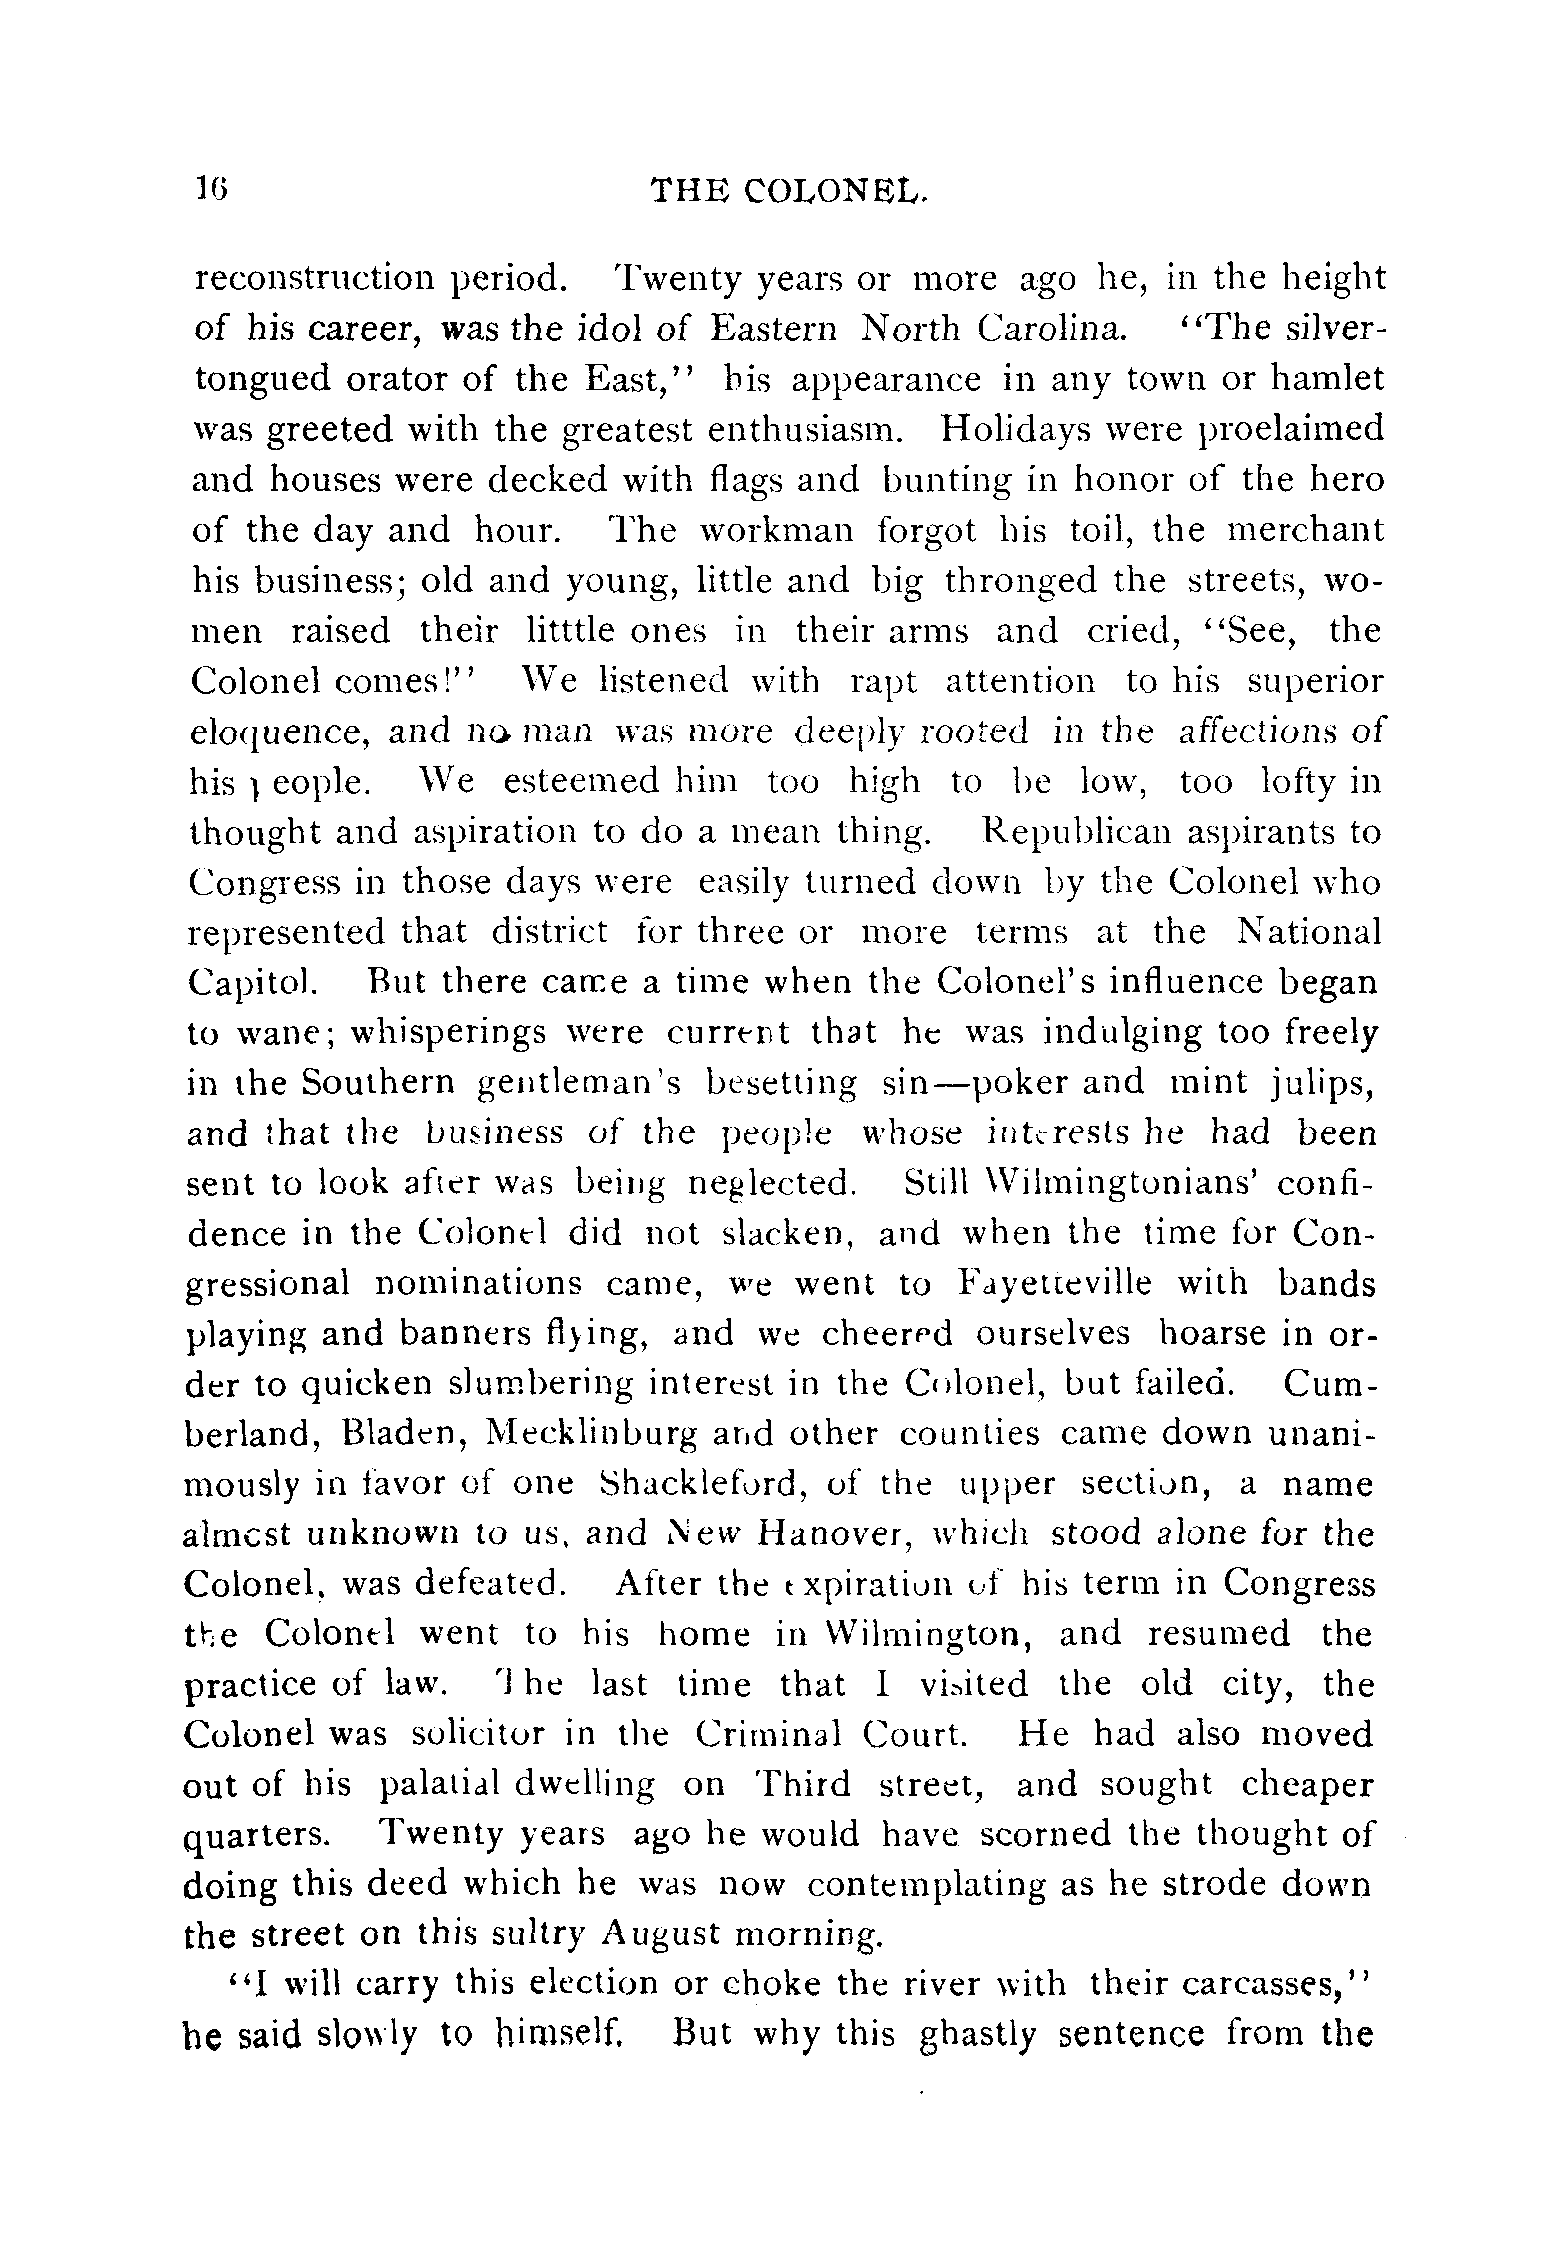 16 THE COLONEL.
reconstruction period. Twenty years or more ago he, in the height
of his career, was the idol of Eastern North Carolina. "The silver-
tongued orator of the East," his appearance in any town or hamlet
was greeted with the greatest enthusiasm. Holidays were proelaimed
and houses were decked with flags and bunting in honor of the hero
of the day and hour. The workman forgot his toil, the merchant
his business; old and young, little and big thronged the streets, wo-
men raised their litttle ones in their arms and cried, "See, the
Colonel comes!" We listened with rapt attention to his superior
eloquence, and no man was more deeply rooted in the affections of
his people. We esteemed him too high to be low, too lofty in
thought and aspiration to do a mean thing. Republican aspirants to
Congress in those days were easily turned down by the Colonel who
represented that district for three or more terms at the National
Capitol. But there came a time when the Colonel's influence began
to wane; whisperings were current that he was indulging too freely
in the Southern gentleman's besetting sin—poker and mint julips,
and that the business of the people whose interests he had been
sent to look after was being neglected. Still Wilmingtonians' confi-
dence in the Colonel did not slacken, and when the time for Con-
gressional nominations came, we went to Fayetteville with bands
playing and banners flying, and we cheered ourselves hoarse in or-
der to quicken slumbering interest in the Colonel, but failed. Cum-
berland, Bladen, Mecklinburg and other counties came down unani-
mously in favor of one Shackleford, of the upper section, a name
almost unknown to us, and New Hanover, which stood alone for the
Colonel, was defeated. After the expiration of his term in Congress
the Colonel went to his home in Wilmington, and resumed the
practice of law. The last time that I visited the old city, the
Colonel was solicitor in the Criminal Court. He had also moved
out of his palatial dwelling on Third street, and sought cheaper
quarters. Twenty years ago he would have scorned the thought of
doing this deed which he was now contemplating as he strode down
the street on this sultry August morning.
"I will carry this election or choke the river with their carcasses,"
he said slowly to himself. But why this ghastly sentence from the